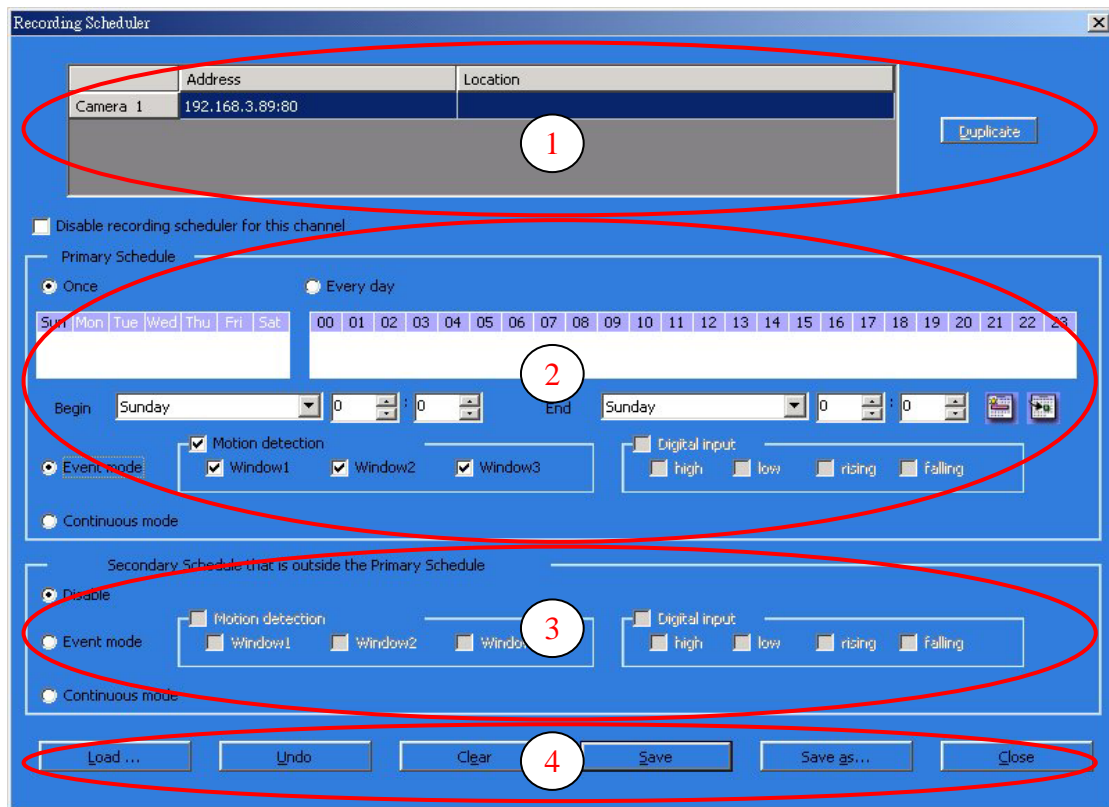 Recording Scheduler
Address Location
Camera 1 192.168.3.89:80
1
Duplicate
Disable recording scheduler for this channel
Primary Schedule
Once Every day
Sun Mon Tue Wed Thu Fri Sat 00 01 02 03 04 05 06 07 08 09 10 11 12 13 14 15 16 17 18 19 20 21 22 23
2
Begin Sunday 0 : 0 End Sunday 0 : 0
Motion detection Digital input
Event mode Window1 Window2 Window3 high low rising falling
Continuous mode
Secondary Schedule that is outside the Primary Schedule
Disable
Motion detection 3 Digital input
Event mode Window1 Window2 high low rising falling
Continuous mode
Load ... Undo Clear 4 Save Save as... Close